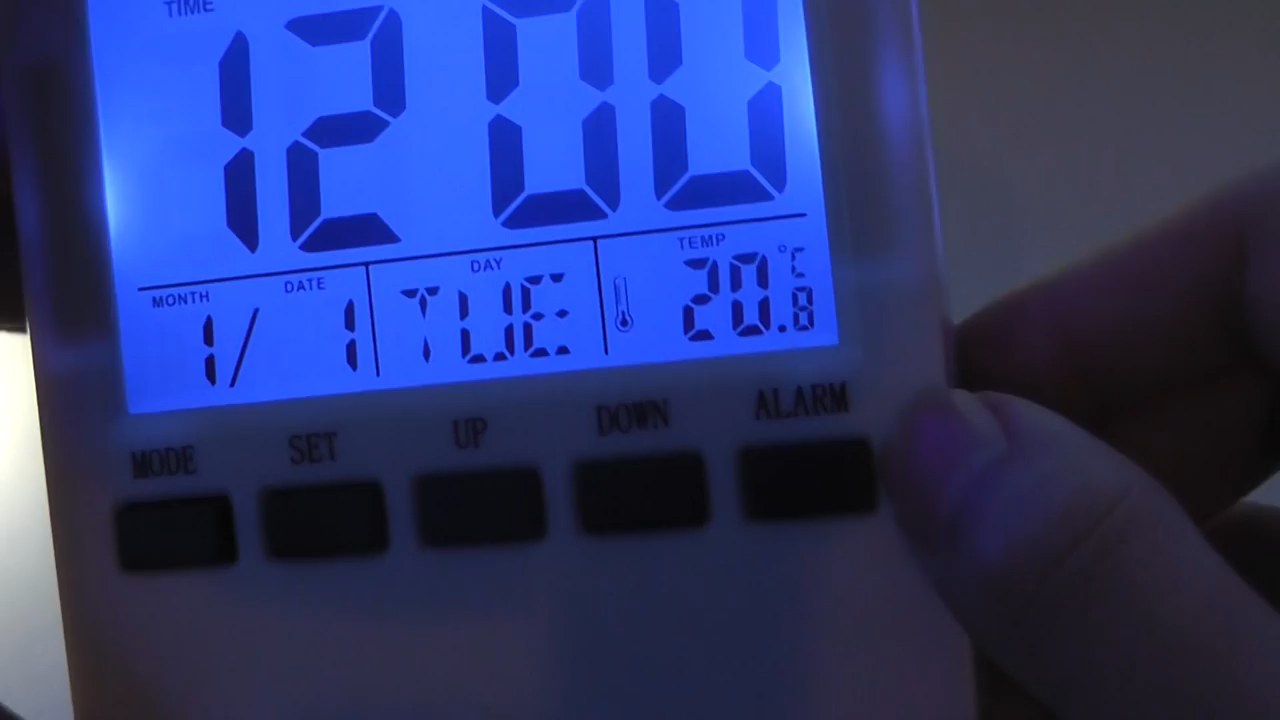 TIME
12 00
MONTH DATE DAY TEMP
1/ 1 TUE 20.8 °C
MODE SET UP DOWN ALARM